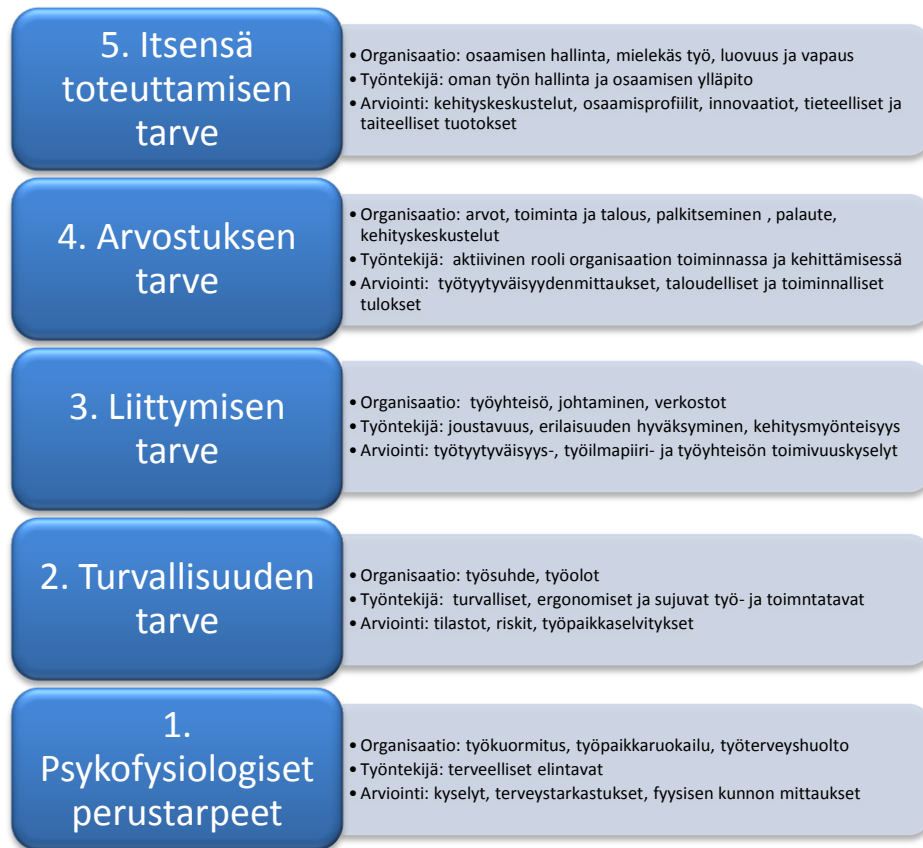 5. Itsensä
toteuttamisen
tarve
• Organisaatio: osaamisen hallinta, mielekäs työ, luovuus ja vapaus
• Työntekijä: oman työn hallinta ja osaamisen ylläpito
• Arviointi: kehityskeskustelut, osaamisprofiilit, innovaatiot, tieteelliset ja
taiteelliset tuotokset
4. Arvostuksen
tarve
• Organisaatio: arvot, toiminta ja talous, palkitseminen , palaute,
kehityskeskustelut
• Työntekijä: aktiivinen rooli organisaation toiminnassa ja kehittämisessä
• Arviointi: työtyytyväisyydenmittaukset, taloudelliset ja toiminnalliset
tulokset
3. Liittymisen
tarve
• Organisaatio: työyhteisö, johtaminen, verkostot
• Työntekijä: joustavuus, erilaisuuden hyväksyminen, kehitysmyönteisyys
• Arviointi: työtyytyväisyys-, työilmapiiri- ja työyhteisön toimivuuskyselyt
2. Turvallisuuden
tarve
• Organisaatio: työsuhde, työolot
• Työntekijä: turvalliset, ergonomiset ja sujuvat työ- ja toimntatavat
• Arviointi: tilastot, riskit, työpaikkaselvitykset
1.
Psykofysiologiset
perustarpeet
• Organisaatio: työkuormitus, työpaikkaruokailu, työterveyshuolto
• Työntekijä: terveelliset elintavat
• Arviointi: kyselyt, terveystarkastukset, fyysisen kunnon mittaukset